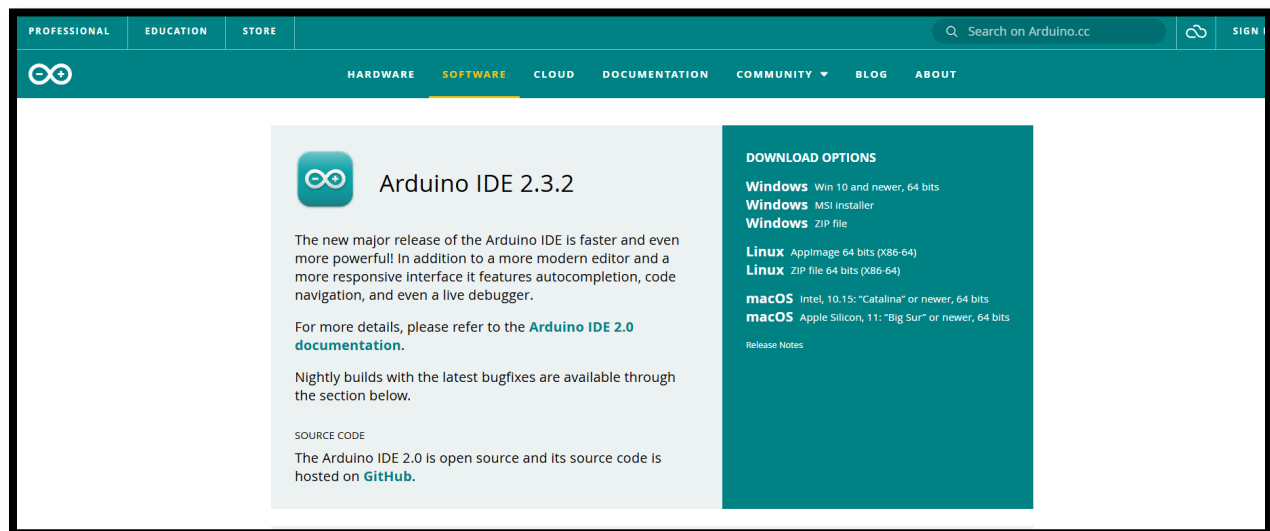 PROFESSIONAL EDUCATION STORE Search on Arduino.cc SIGN
HARDWARE SOFTWARE CLOUD DOCUMENTATION COMMUNITY BLOG ABOUT
Arduino IDE 2.3.2
The new major release of the Arduino IDE is faster and even
more powerful! In addition to a more modern editor and a
more responsive interface it features autocompletion, code
navigation, and even a live debugger.
For more details, please refer to the Arduino IDE 2.0
documentation.
Nightly builds with the latest bugfixes are available through
the section below.
SOURCE CODE
The Arduino IDE 2.0 is open source and its source code is
hosted on GitHub.
DOWNLOAD OPTIONS
Windows Win 10 and newer, 64 bits
Windows MSI installer
Windows ZIP file
Linux AppImage 64 bits (X86-64)
Linux ZIP file 64 bits (X86-64)
macOS Intel, 10.15: “Catalina” or newer, 64 bits
macOS Apple Silicon, 11: “Big Sur” or newer, 64 bits
Release Notes